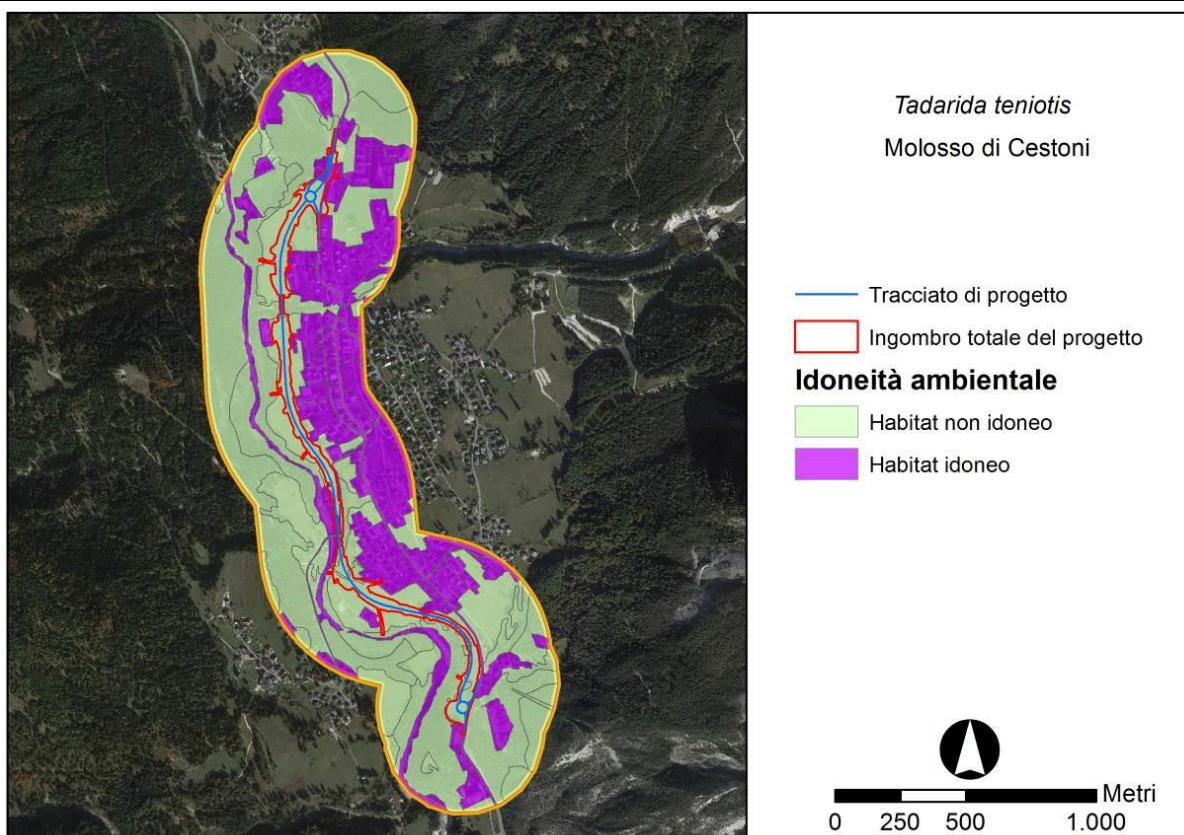 Tadarida teniotis
Molosso di Cestoni
Tracciato di progetto
Ingombro totale del progetto
Idoneità ambientale
Habitat non idoneo
Habitat idoneo
Metri
0 250 500 1.000